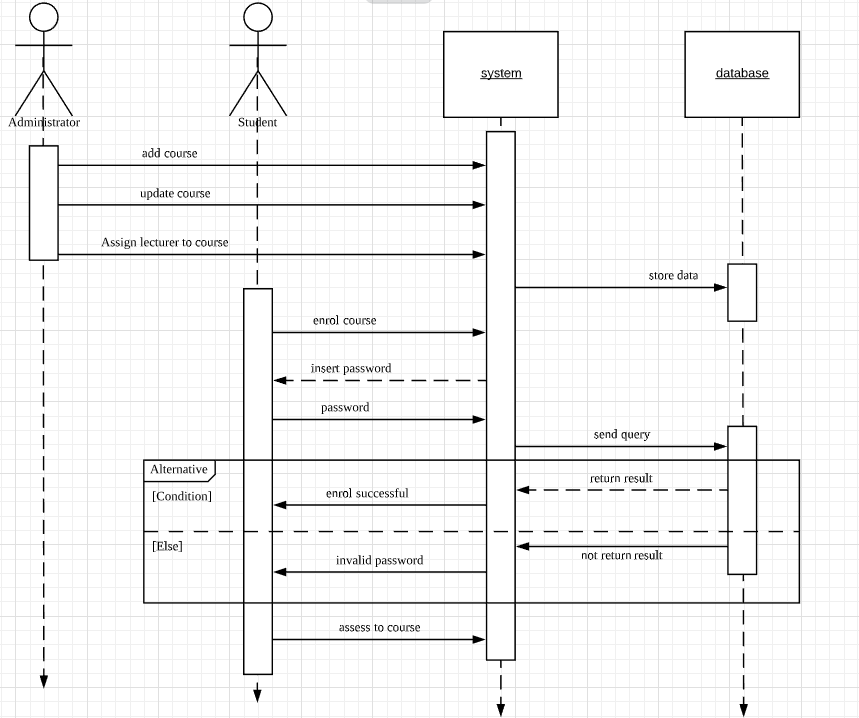 system
database
Administrator
Student
add course
update course
Assign lecturer to course
store data
enrol course
insert password
password
send query
Alternative
return result
[Condition]
enrol successful
[Else]
not return result
invalid password
assess to course